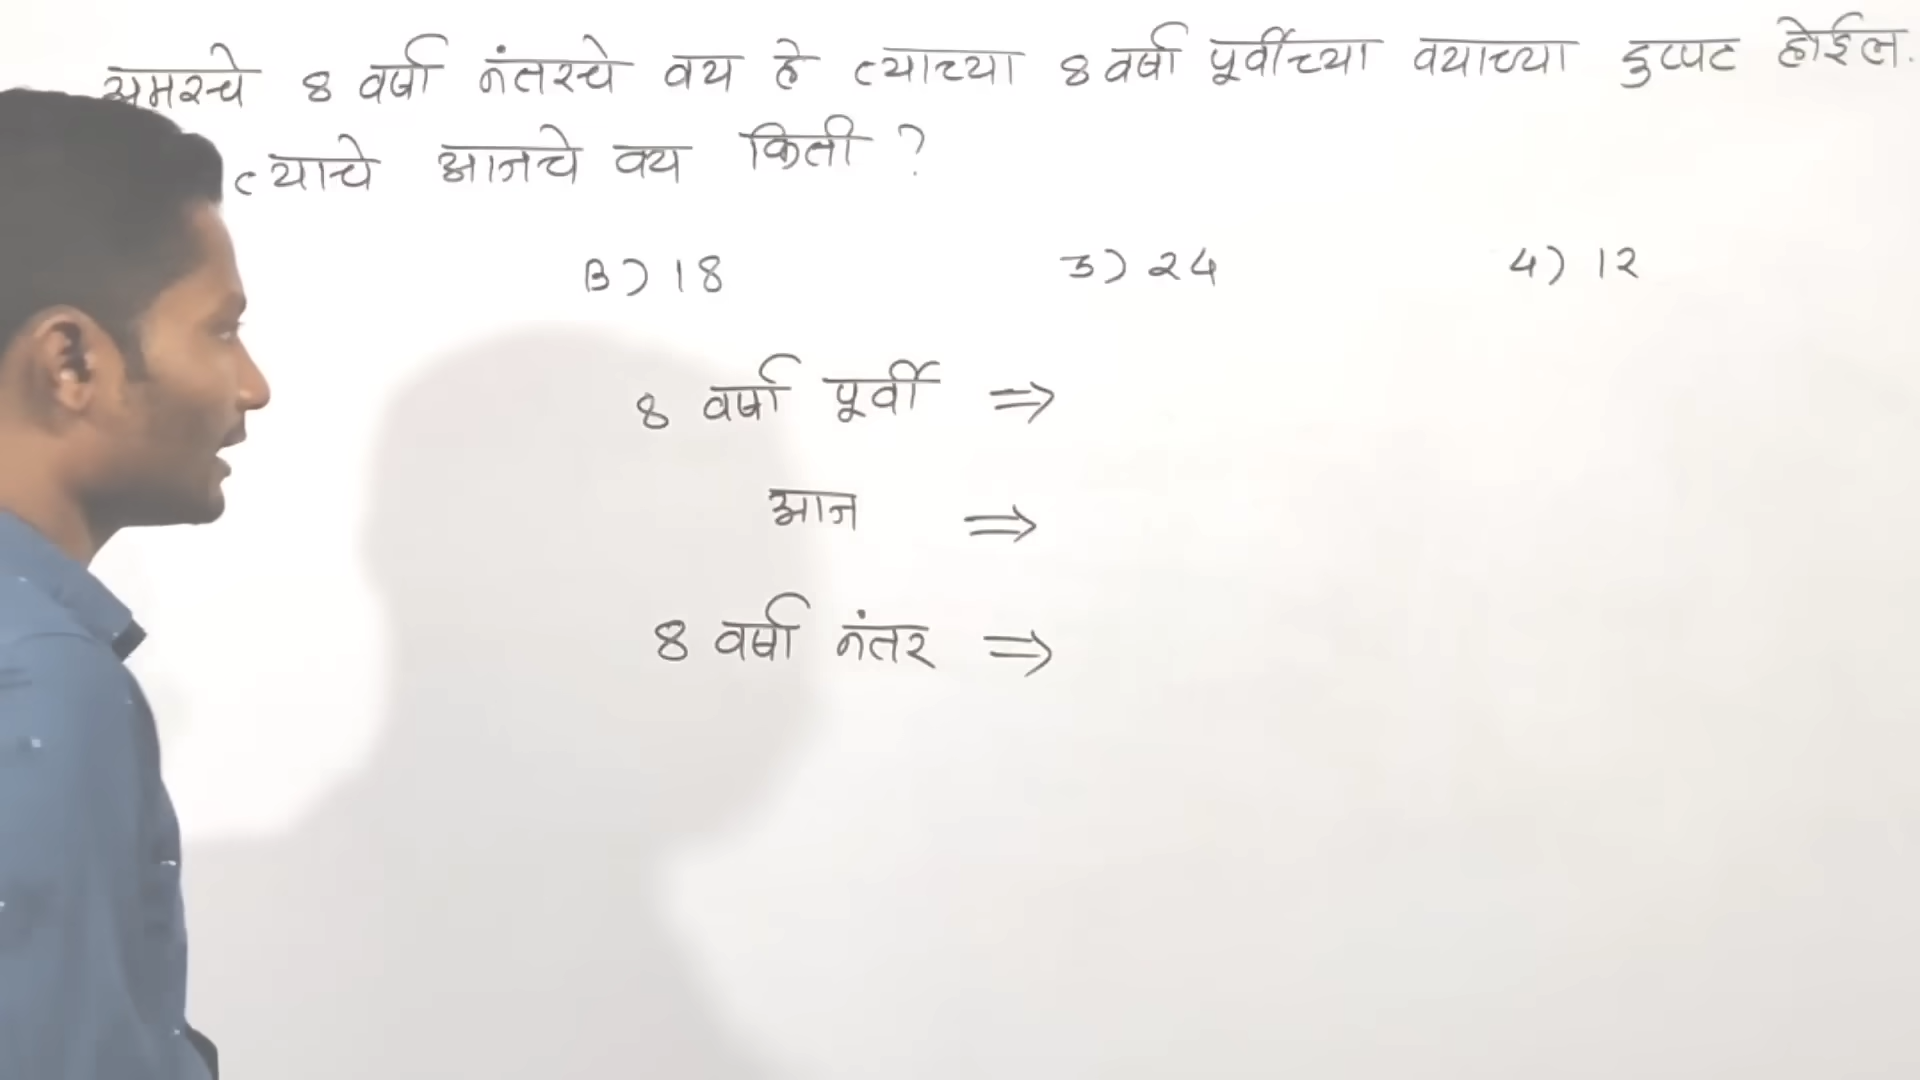 अमरचे 8 वर्षा नंतरचे वय हे त्याच्या 8 वर्षा पूर्वीच्या वयाच्या दुप्पट होईल.
त्याचे आजचे वय किती ?
B) 18 3) 24 4) 12
8 वर्षा पूर्वी ⇒
आज ⇒
8 वर्षा नंतर ⇒